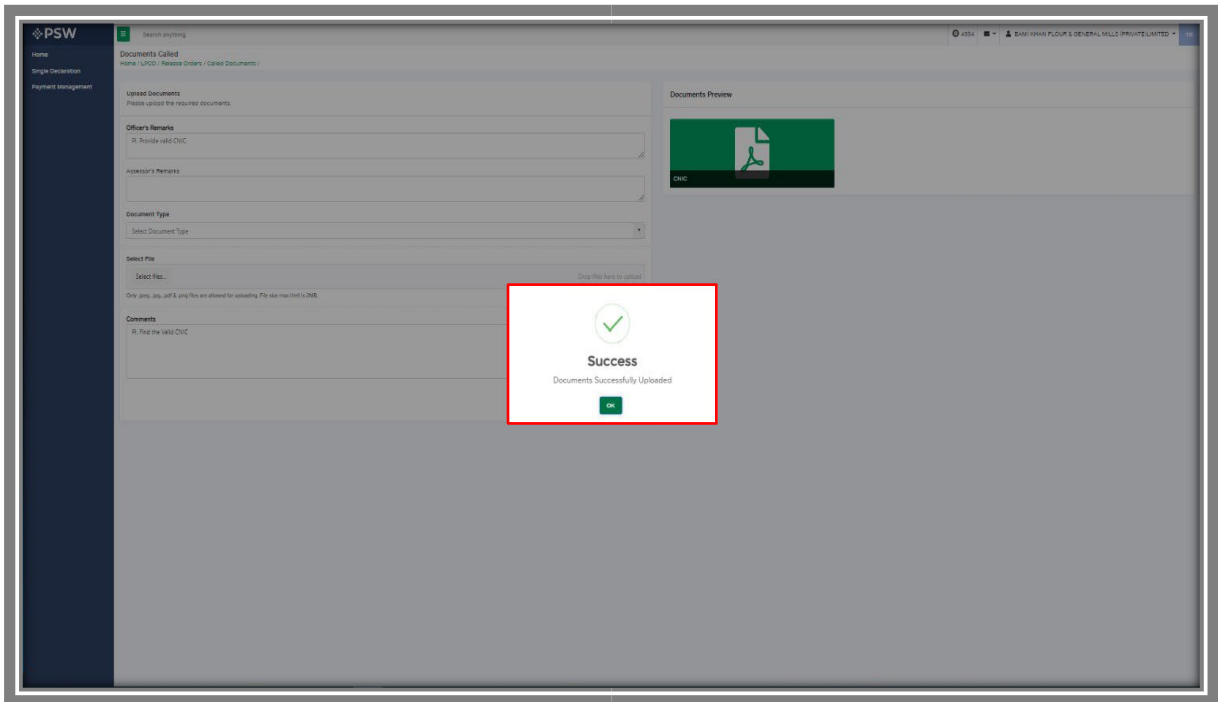 PSW
Search anything
4554
BAMI KHAN FLOUR & GENERAL MILLS (PRIVATE) LIMITED
Home
Single Declaration
Payment Management
Documents Called
Home / LPCO / Release Orders / Called Documents /
Upload Documents
Please upload the required documents.
Officer's Remarks
Pl. Provide valid CNIC
Assessor's Remarks
Document Type
Select Document Type
Select File
Select files...
Drop files here to upload
Only .jpeg, .jpg, .pdf & .png files are allowed for uploading. File size max limit is 2MB.
Comments
Pl. Find the Valid CNIC
Documents Preview
CNIC
Success
Documents Successfully Uploaded
OK